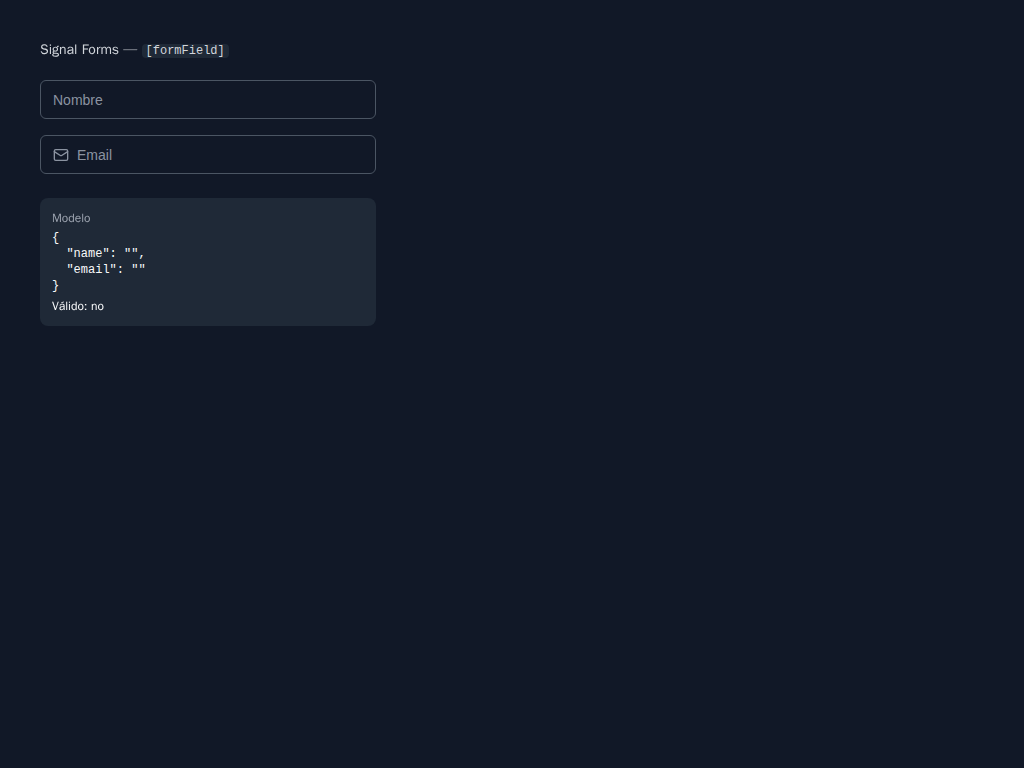 Signal Forms — [formField]
Nombre
Email
Modelo
{
  "name": "",
  "email": ""
}
Válido: no